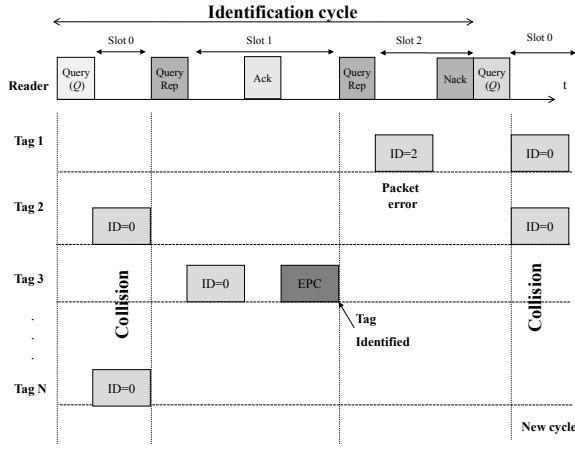 Identification cycle
Slot 0
Slot 1
Slot 2
Slot 0
Reader
Query
(Q)
Query
Rep
Ack
Query
Rep
Nack
Query
(Q)
t
Tag 1
ID=2
ID=0
Packet
error
Tag 2
ID=0
ID=0
Tag 3
Collision
ID=0
EPC
Collision
Tag
Identified
.
.
.
Tag N
ID=0
New cycle